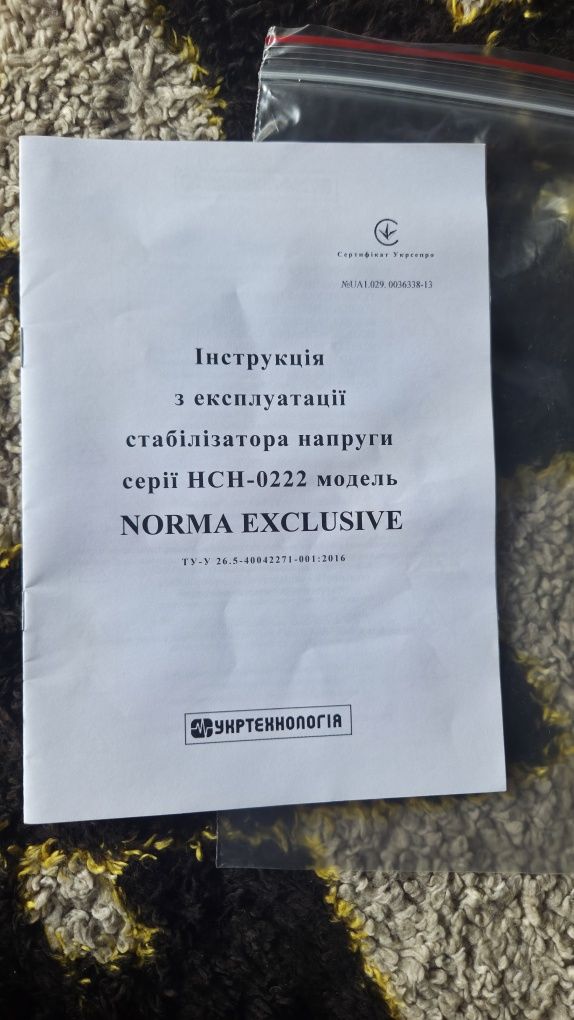 Сертифікат Укрсепро
№UA1.029. 0036338-13
Інструкція
з експлуатації
стабілізатора напруги
серії НСН-0222 модель
NORMA EXCLUSIVE
ТУ-У 26.5-40042271-001:2016
УКРТЕХНОЛОГІЯ